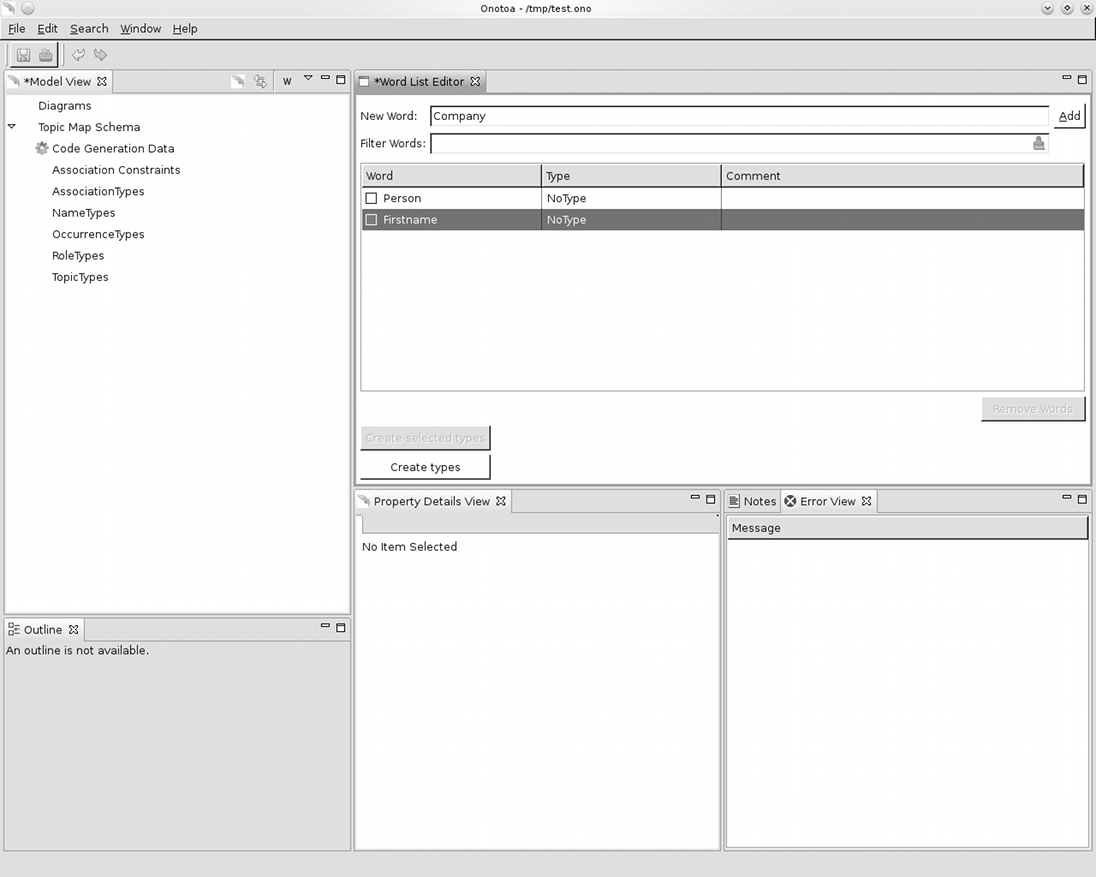 Onotoa - /tmp/test.ono
File Edit Search Window Help
*Model View
W
Diagrams
Topic Map Schema
Code Generation Data
Association Constraints
AssociationTypes
NameTypes
OccurrenceTypes
RoleTypes
TopicTypes
Outline
An outline is not available.
*Word List Editor
New Word: Company Add
Filter Words:
Word Type Comment
Person NoType
Firstname NoType
Remove Words
Create selected types
Create types
Property Details View
No Item Selected
Notes Error View
Message